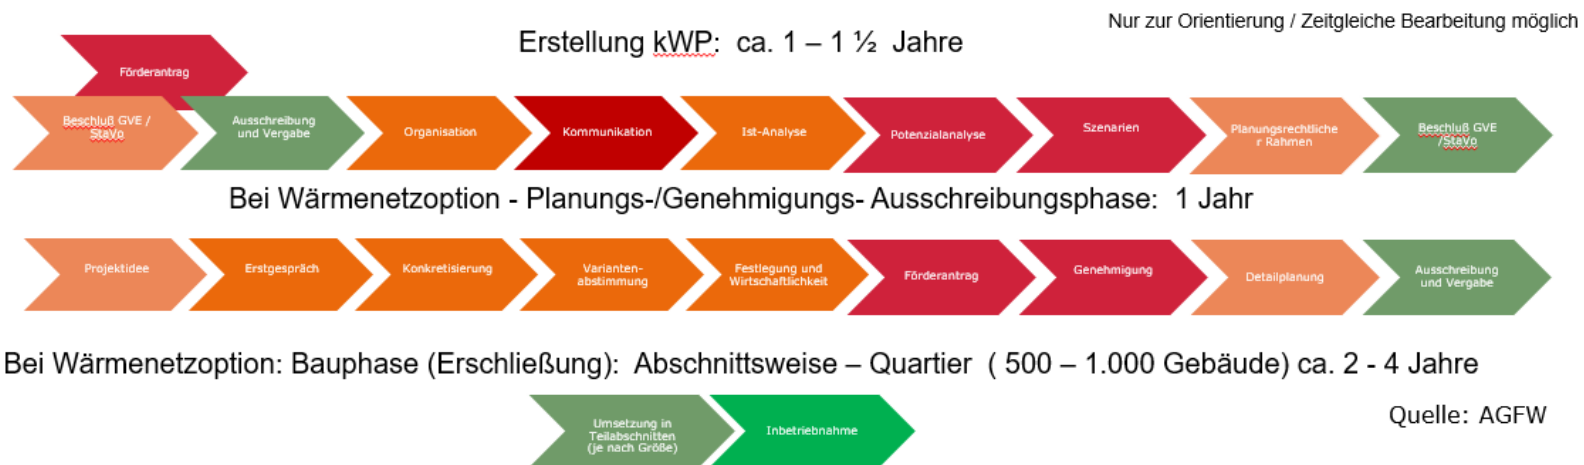 Nur zur Orientierung / Zeitgleiche Bearbeitung möglich
Erstellung kWP: ca. 1 – 1 ½ Jahre
Förderantrag
Beschluß GVE /
StaVo
Ausschreibung
und Vergabe
Organisation
Kommunikation
Ist-Analyse
Potenzialanalyse
Szenarien
Planungsrechtliche
r Rahmen
Beschluß GVE
/StaVo
Bei Wärmenetzoption - Planungs-/Genehmigungs- Ausschreibungsphase: 1 Jahr
Projektidee
Erstgespräch
Konkretisierung
Varianten-
abstimmung
Festlegung und
Wirtschaftlichkeit
Förderantrag
Genehmigung
Detailplanung
Ausschreibung
und Vergabe
Bei Wärmenetzoption: Bauphase (Erschließung): Abschnittsweise – Quartier ( 500 – 1.000 Gebäude) ca. 2 - 4 Jahre
Umsetzung in
Teilabschnitten
(je nach Größe)
Inbetriebnahme
Quelle: AGFW